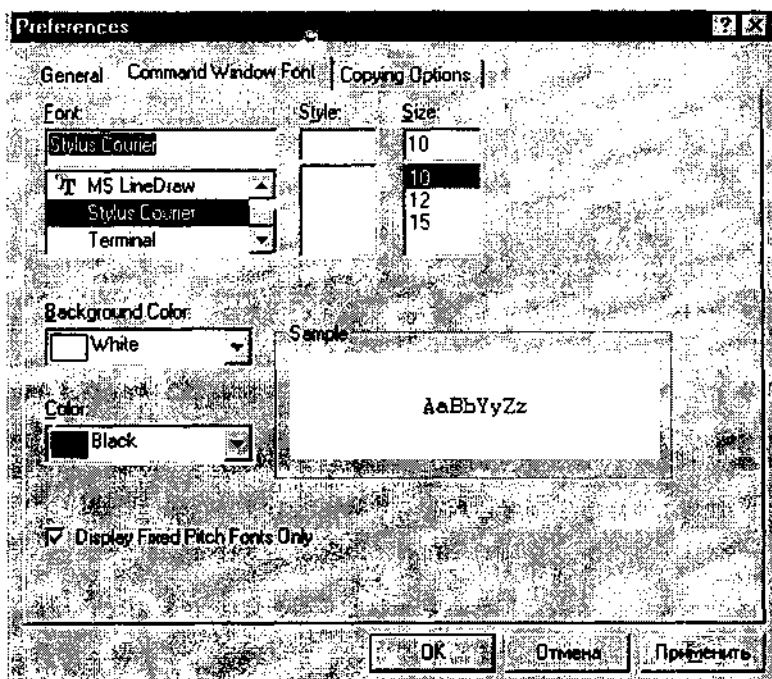 Preferences
General Command Window Font Copying Options
Font: Style: Size:
Stylus Courier 10
MS LineDraw 10
Stylus Courier 12
Terminal 15
Background Color:
White
Sample
AaBbYyZz
Color:
Black
Display Fixed Pitch Fonts Only
OK Отмена Применить